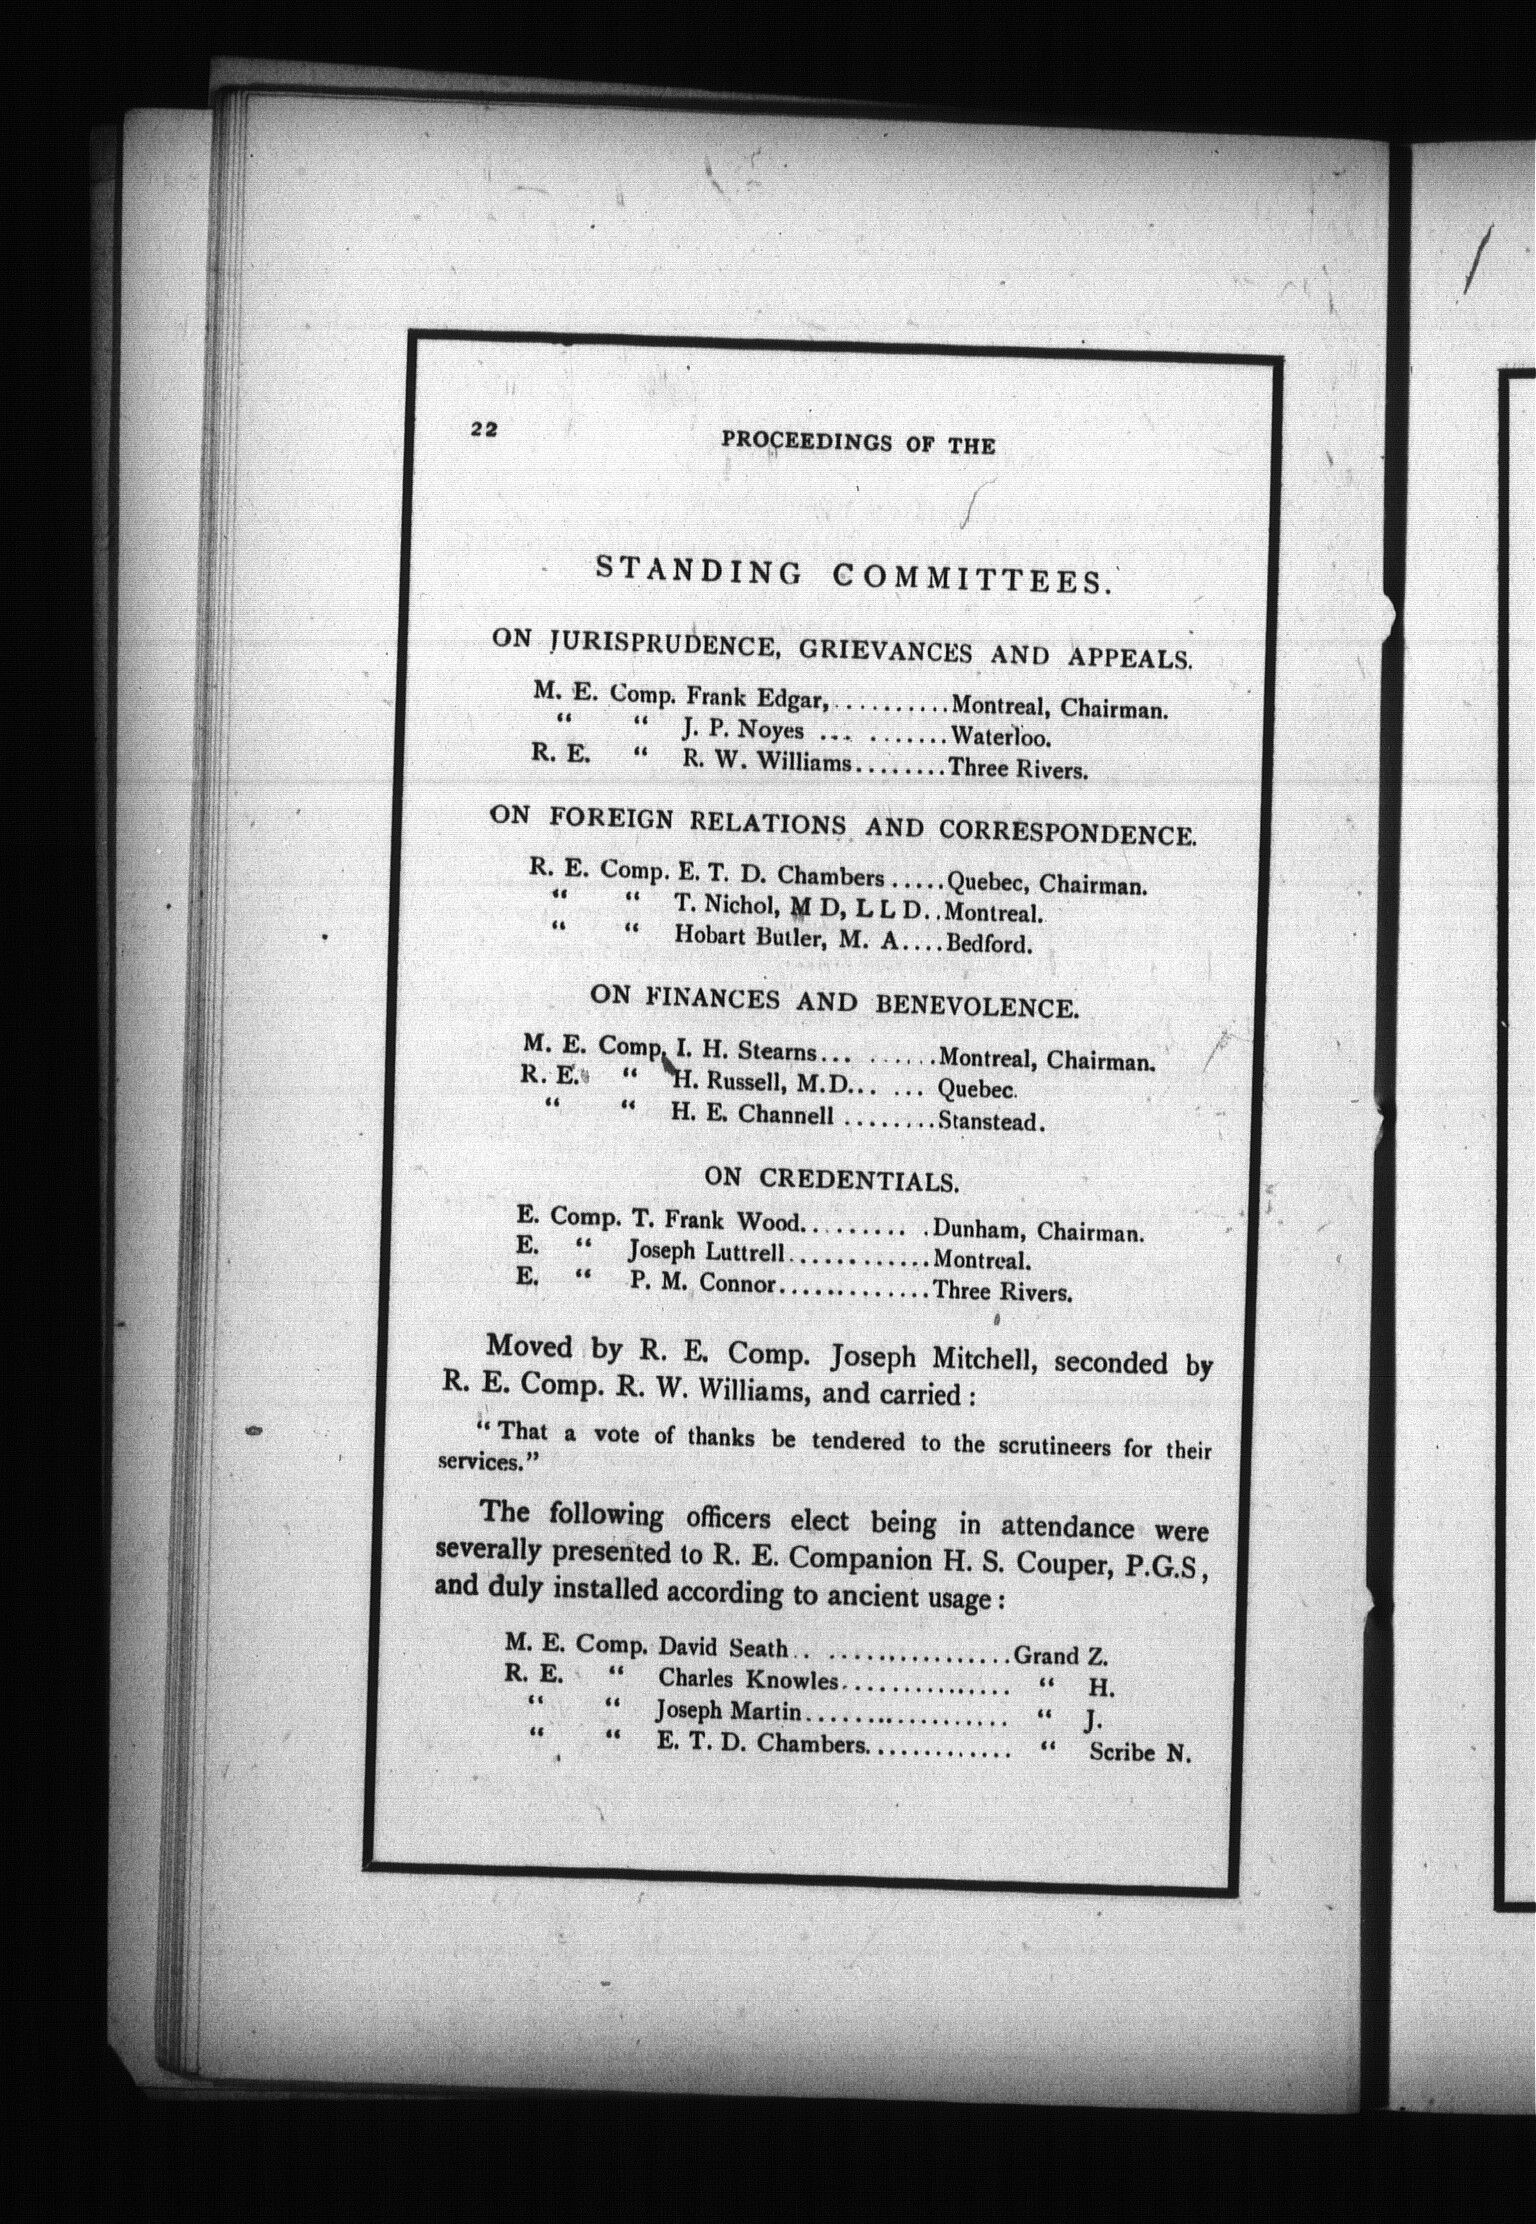 22 PROCEEDINGS OF THE
STANDING COMMITTEES.
ON JURISPRUDENCE, GRIEVANCES AND APPEALS.
M. E. Comp. Frank Edgar,..........Montreal, Chairman.
“ “ J. P. Noyes ... .......Waterloo.
R. E. “ R. W. Williams........Three Rivers.
ON FOREIGN RELATIONS AND CORRESPONDENCE.
R. E. Comp. E. T. D. Chambers .....Quebec, Chairman.
“ “ T. Nichol, M D, L L D..Montreal.
“ “ Hobart Butler, M. A....Bedford.
ON FINANCES AND BENEVOLENCE.
M. E. Comp. I. H. Stearns... ......Montreal, Chairman.
R. E. “ H. Russell, M.D... ... Quebec.
“ “ H. E. Channell ........Stanstead.
ON CREDENTIALS.
E. Comp. T. Frank Wood......... .Dunham, Chairman.
E. “ Joseph Luttrell............Montreal.
E. “ P. M. Connor.............Three Rivers.
Moved by R. E. Comp. Joseph Mitchell, seconded by
R. E. Comp. R. W. Williams, and carried :
“ That a vote of thanks be tendered to the scrutineers for their
services.”
The following officers elect being in attendance were
severally presented to R. E. Companion H. S. Couper, P.G.S,
and duly installed according to ancient usage :
M. E. Comp. David Seath.. ...............Grand Z.
R. E. “ Charles Knowles.............. “ H.
“ “ Joseph Martin................. “ J.
“ “ E. T. D. Chambers............. “ Scribe N.